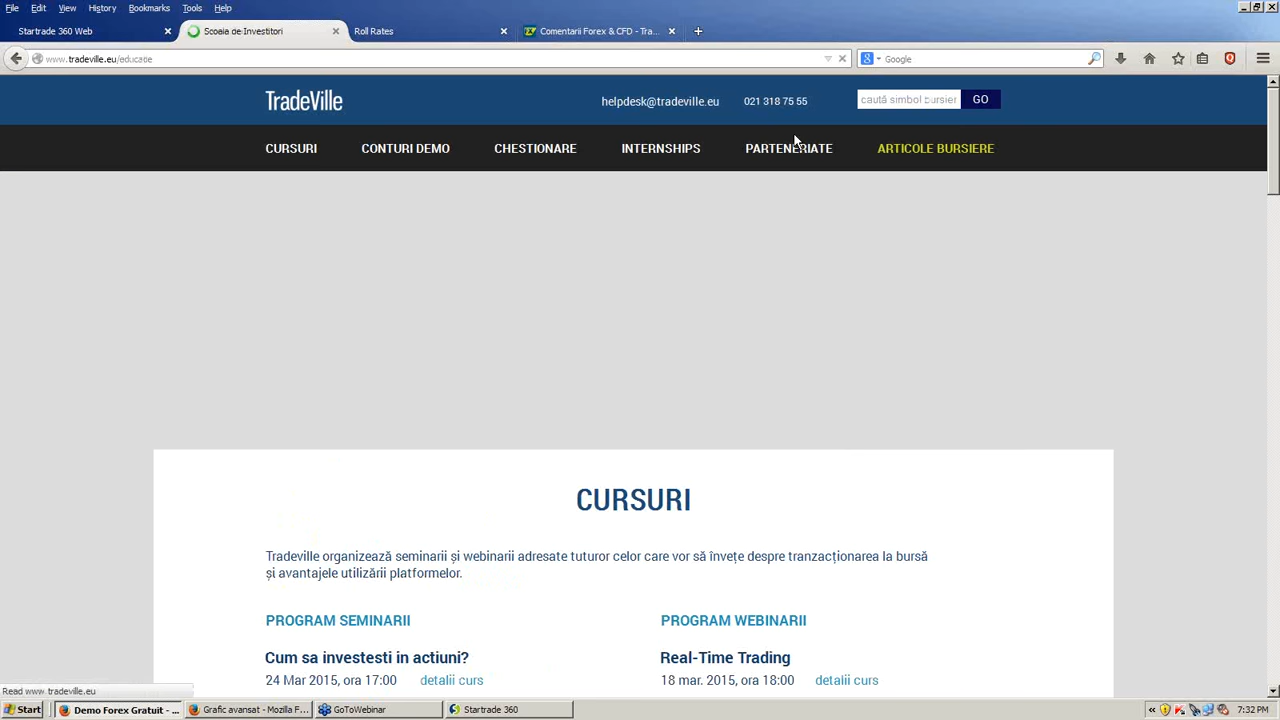 File Edit View History Bookmarks Tools Help
Startrade 360 Web
Scoala de Investitori
Roll Rates
Comentarii Forex & CFD - Tra...
www.tradeville.eu/educatie
Google
TradeVille
helpdesk@tradeville.eu
021 318 75 55
caută simbol bursier
GO
CURSURI
CONTURI DEMO
CHESTIONARE
INTERNSHIPS
PARTENERIATE
ARTICOLE BURSIERE
CURSURI
Tradeville organizează seminarii și webinarii adresate tuturor celor care vor să învețe despre tranzacționarea la bursă
și avantajele utilizării platformelor.
PROGRAM SEMINARII
Cum sa investesti in actiuni?
24 Mar 2015, ora 17:00 detalii curs
PROGRAM WEBINARII
Real-Time Trading
18 mar. 2015, ora 18:00 detalii curs
Read www.tradeville.eu
Start
Demo Forex Gratuit - ...
Grafic avansat - Mozilla F...
GoToWebinar
Startrade 360
7:32 PM